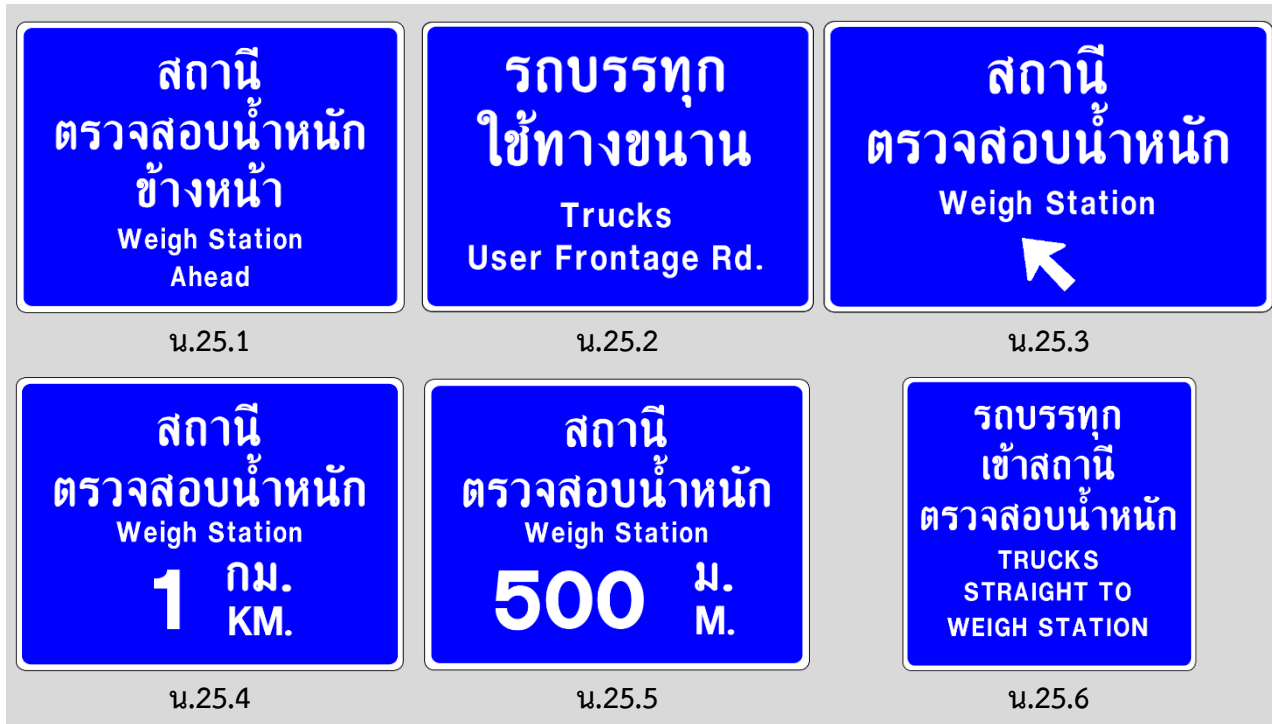 สถานี
ตรวจสอบน้ำหนัก
ข้างหน้า
Weigh Station
Ahead
น.25.1
รถบรรทุก
ใช้ทางขนาน
Trucks
User Frontage Rd.
น.25.2
สถานี
ตรวจสอบน้ำหนัก
Weigh Station
น.25.3
สถานี
ตรวจสอบน้ำหนัก
Weigh Station
1 กม.
KM.
น.25.4
สถานี
ตรวจสอบน้ำหนัก
Weigh Station
500 ม.
M.
น.25.5
รถบรรทุก
เข้าสถานี
ตรวจสอบน้ำหนัก
TRUCKS
STRAIGHT TO
WEIGH STATION
น.25.6